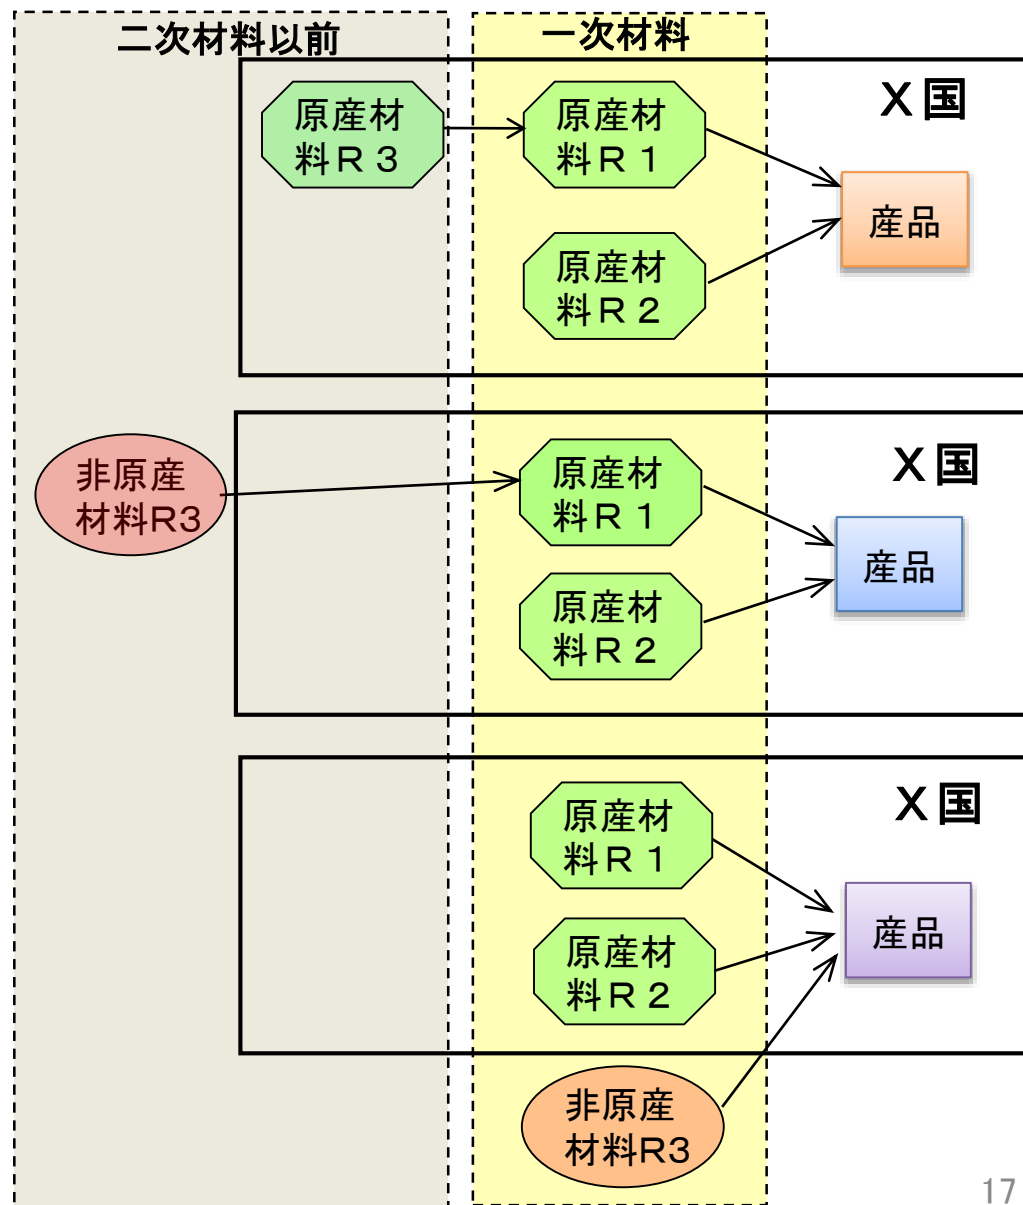 二次材料以前
一次材料
X国
原産材
料R3
原産材
料R1
原産材
料R2
産品
X国
非原産
材料R3
原産材
料R1
原産材
料R2
産品
X国
原産材
料R1
原産材
料R2
産品
非原産
材料R3
17